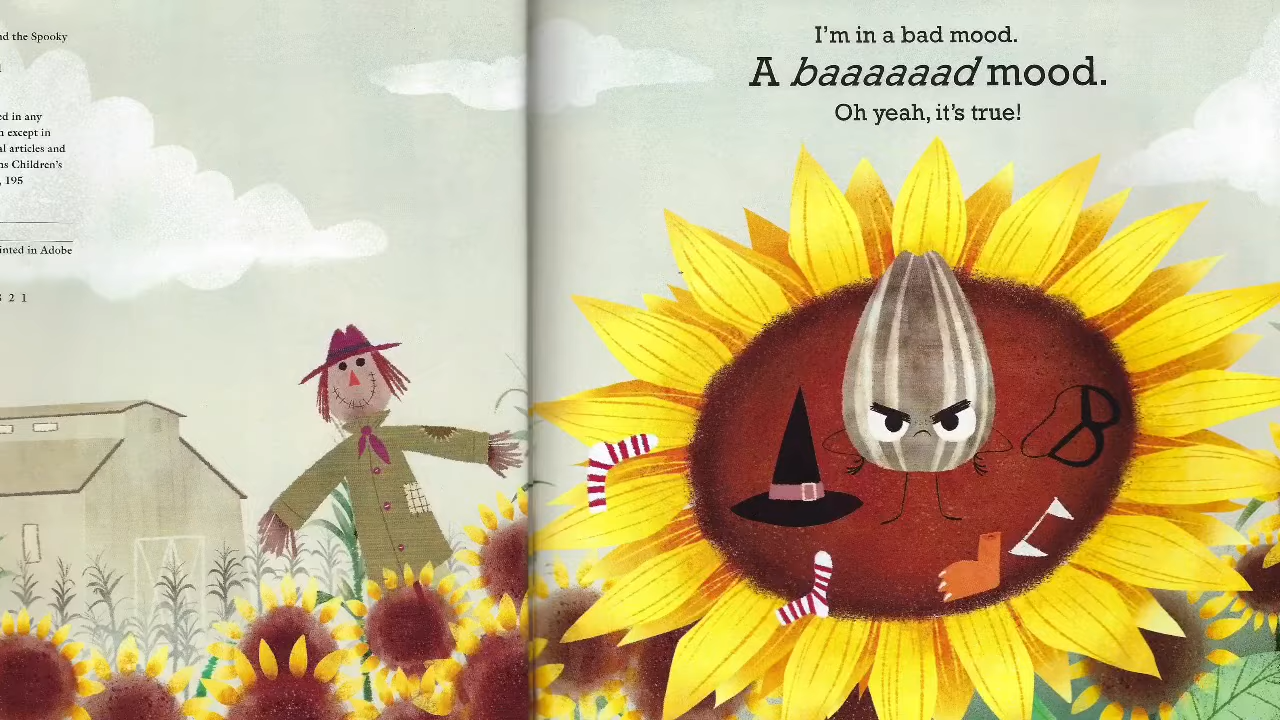 nd the Spooky
ed in any
n except in
al articles and
ns Children's
, 195
inted in Adobe
3 2 1
I'm in a bad mood.
A baaaaaad mood.
Oh yeah, it's true!